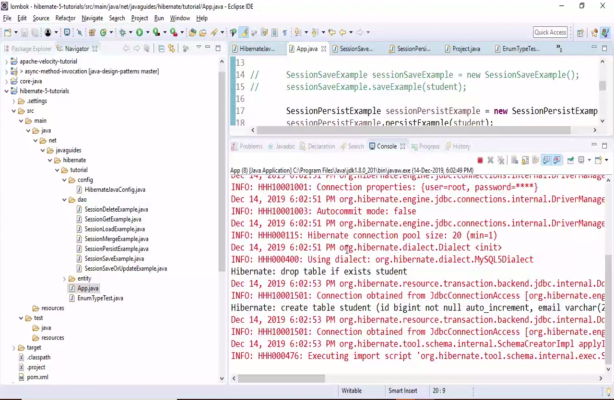 lombok - hibernate-5-tutorials/src/main/java/net/javaguides/hibernate/tutorial/App.java - Eclipse IDE
File Edit Source Refactor Navigate Search Project Run Window Help
Quick Access
Package Explorer Navigator
apache-velocity-tutorial
> async-method-invocation [java-design-patterns master]
core-java
hibernate-5-tutorials
.settings
src
main
java
net
javaguides
hibernate
tutorial
config
HibernateJavaConfig.java
dao
SessionDeleteExample.java
SessionGetExample.java
SessionLoadExample.java
SessionMergeExample.java
SessionPersistExample.java
SessionSaveExample.java
SessionSaveOrUpdateExample.java
entity
App.java
EnumTypeTest.java
resources
test
java
resources
target
.classpath
.project
pom.xml
HibernateJav... App.java SessionSave... SessionPersi... Project.java EnumTypeTes...
13
14 // SessionSaveExample sessionSaveExample = new SessionSaveExample();
15 // sessionSaveExample.saveExample(student);
16
17 SessionPersistExample sessionPersistExample = new SessionPersistExamp
18 sessionPersistExample.persistExample(student);
Problems Javadoc Declaration Search Console Progress History
App (8) [Java Application] C:\Program Files\Java\jdk1.8.0_201\bin\javaw.exe (14-Dec-2019, 6:02:49 PM)
Dec 14, 2019 6:02:51 PM org.hibernate.engine.jdbc.connections.internal.DriverManage
INFO: HHH10001001: Connection properties: {user=root, password=****}
Dec 14, 2019 6:02:51 PM org.hibernate.engine.jdbc.connections.internal.DriverManage
INFO: HHH10001003: Autocommit mode: false
Dec 14, 2019 6:02:51 PM org.hibernate.engine.jdbc.connections.internal.DriverManage
INFO: HHH000115: Hibernate connection pool size: 20 (min=1)
Dec 14, 2019 6:02:51 PM org.hibernate.dialect.Dialect <init>
INFO: HHH000400: Using dialect: org.hibernate.dialect.MySQL5Dialect
Hibernate: drop table if exists student
Dec 14, 2019 6:02:53 PM org.hibernate.resource.transaction.backend.jdbc.internal.Do
INFO: HHH10001501: Connection obtained from JdbcConnectionAccess [org.hibernate.eng
Hibernate: create table student (id bigint not null auto_increment, email varchar(2
Dec 14, 2019 6:02:53 PM org.hibernate.resource.transaction.backend.jdbc.internal.Do
INFO: HHH10001501: Connection obtained from JdbcConnectionAccess [org.hibernate.eng
Dec 14, 2019 6:02:53 PM org.hibernate.tool.schema.internal.SchemaCreatorImpl applyI
INFO: HHH000476: Executing import script 'org.hibernate.tool.schema.internal.exec.S
Writable Smart Insert 20 : 9